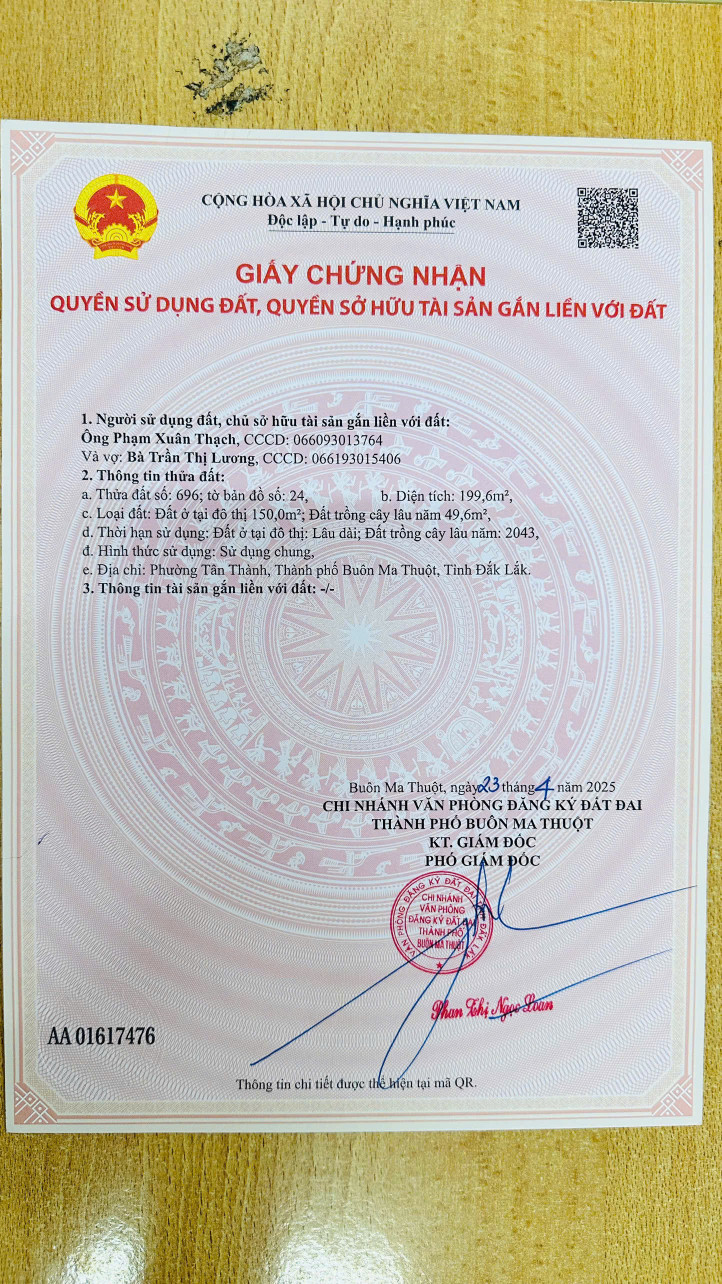 CỘNG HÒA XÃ HỘI CHỦ NGHĨA VIỆT NAM
Độc lập - Tự do - Hạnh phúc
GIẤY CHỨNG NHẬN
QUYỀN SỬ DỤNG ĐẤT, QUYỀN SỞ HỮU TÀI SẢN GẮN LIỀN VỚI ĐẤT
1. Người sử dụng đất, chủ sở hữu tài sản gắn liền với đất:
Ông Phạm Xuân Thạch, CCCD: 066093013764
Và vợ: Bà Trần Thị Lương, CCCD: 066193015406
2. Thông tin thửa đất:
a. Thửa đất số: 696; tờ bản đồ số: 24, b. Diện tích: 199,6m²,
c. Loại đất: Đất ở tại đô thị 150,0m²; Đất trồng cây lâu năm 49,6m²,
d. Thời hạn sử dụng: Đất ở tại đô thị: Lâu dài; Đất trồng cây lâu năm: 2043,
đ. Hình thức sử dụng: Sử dụng chung,
e. Địa chỉ: Phường Tân Thành, Thành phố Buôn Ma Thuột, Tỉnh Đắk Lắk.
3. Thông tin tài sản gắn liền với đất: -/-
Buôn Ma Thuột, ngày 23 tháng 4 năm 2025
CHI NHÁNH VĂN PHÒNG ĐĂNG KÝ ĐẤT ĐAI
THÀNH PHỐ BUÔN MA THUỘT
KT. GIÁM ĐỐC
PHÓ GIÁM ĐỐC
VĂN PHÒNG ĐĂNG KÝ ĐẤT ĐAI ĐẮK LẮK
CHI NHÁNH
VĂN PHÒNG
ĐĂNG KÝ ĐẤT ĐAI
THÀNH PHỐ
BUÔN MA THUỘT
Phan Thị Ngọc Loan
AA 01617476
Thông tin chi tiết được thể hiện tại mã QR.